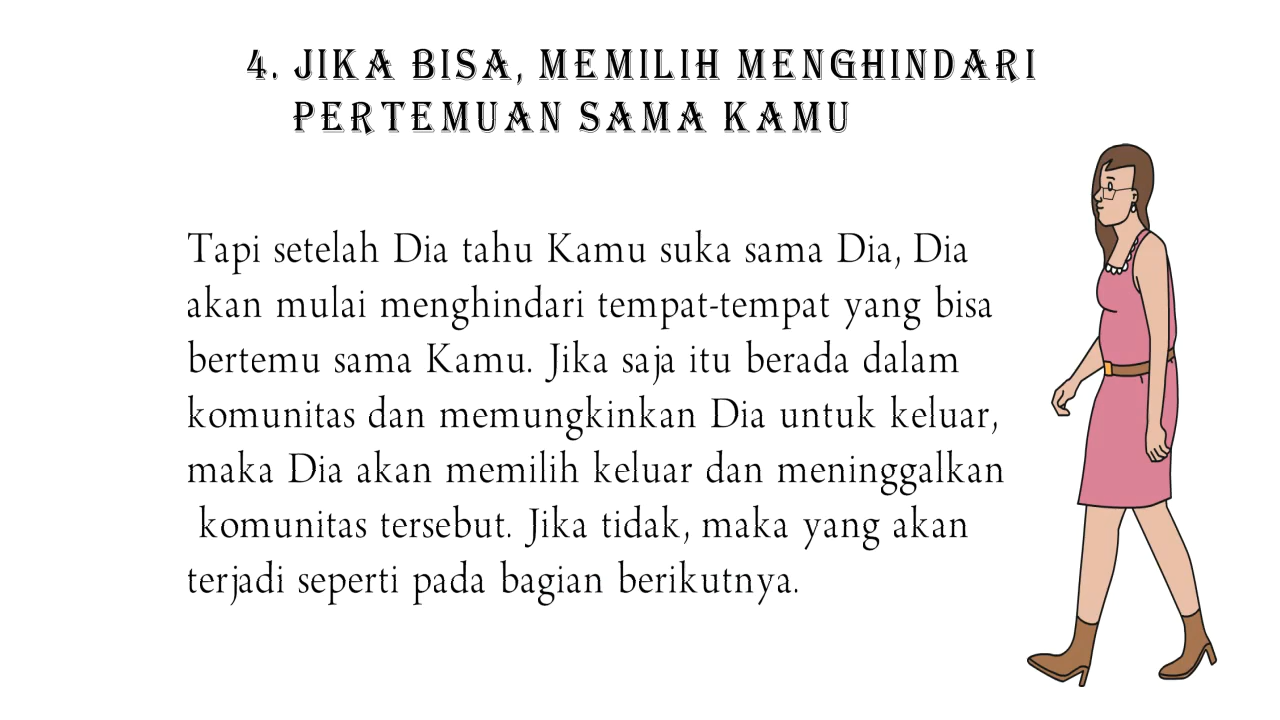 4. JIKA BISA, MEMILIH MENGHINDARI
PERTEMUAN SAMA KAMU
Tapi setelah Dia tahu Kamu suka sama Dia, Dia
akan mulai menghindari tempat-tempat yang bisa
bertemu sama Kamu. Jika saja itu berada dalam
komunitas dan memungkinkan Dia untuk keluar,
maka Dia akan memilih keluar dan meninggalkan
komunitas tersebut. Jika tidak, maka yang akan
terjadi seperti pada bagian berikutnya.